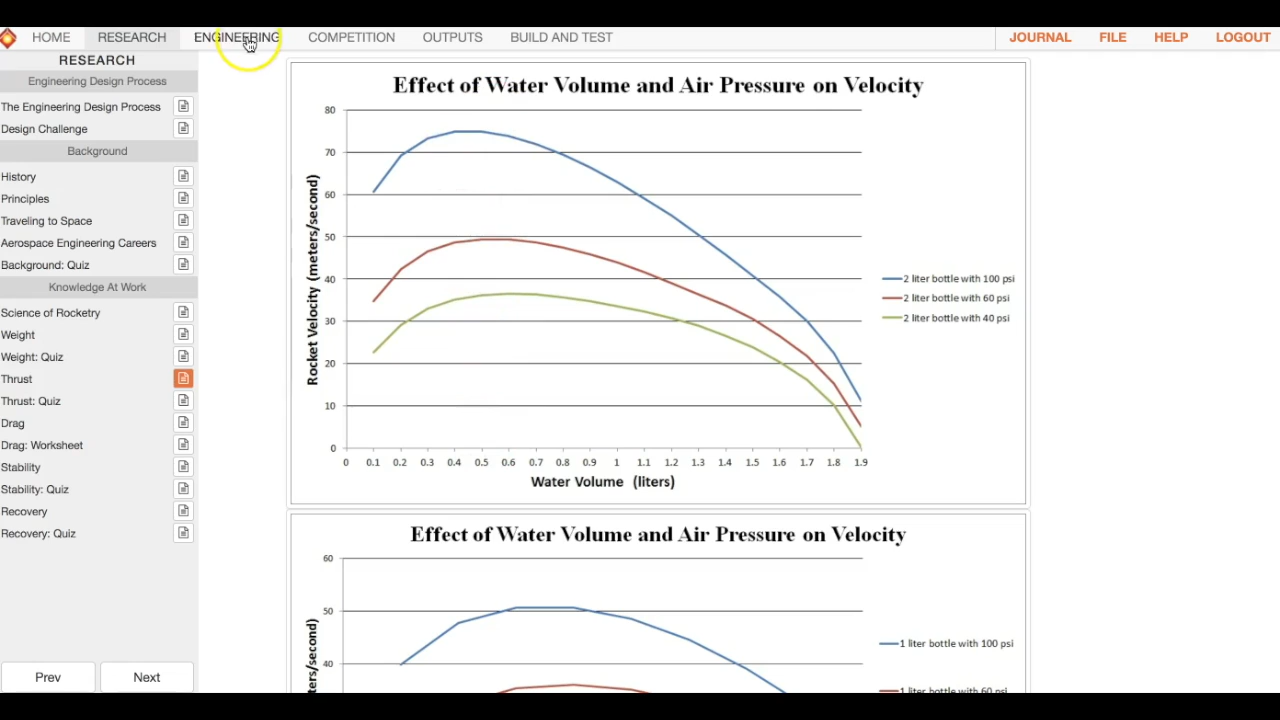 HOME RESEARCH ENGINEERING COMPETITION OUTPUTS BUILD AND TEST JOURNAL FILE HELP LOGOUT
RESEARCH
Engineering Design Process
The Engineering Design Process
Design Challenge
Background
History
Principles
Traveling to Space
Aerospace Engineering Careers
Background: Quiz
Knowledge At Work
Science of Rocketry
Weight
Weight: Quiz
Thrust
Thrust: Quiz
Drag
Drag: Worksheet
Stability
Stability: Quiz
Recovery
Recovery: Quiz
Prev Next
Effect of Water Volume and Air Pressure on Velocity
80
70
60
50
40
30
20
10
0
Rocket Velocity (meters/second)
0 0.1 0.2 0.3 0.4 0.5 0.6 0.7 0.8 0.9 1 1.1 1.2 1.3 1.4 1.5 1.6 1.7 1.8 1.9
Water Volume (liters)
2 liter bottle with 100 psi
2 liter bottle with 60 psi
2 liter bottle with 40 psi
Effect of Water Volume and Air Pressure on Velocity
60
50
40
ters/second)
1 liter bottle with 100 psi
1 liter bottle with 60 psi